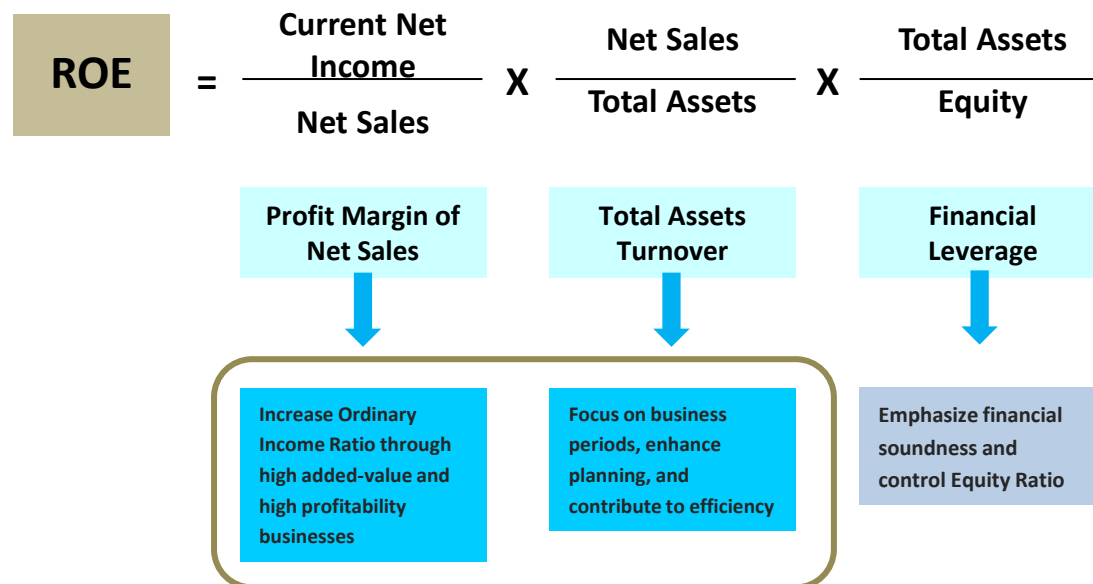 ROE
=
Current Net
Income
Net Sales
X
Net Sales
Total Assets
X
Total Assets
Equity
Profit Margin of
Net Sales
Total Assets
Turnover
Financial
Leverage
Increase Ordinary
Income Ratio through
high added-value and
high profitability
businesses
Focus on business
periods, enhance
planning, and
contribute to efficiency
Emphasize financial
soundness and
control Equity Ratio